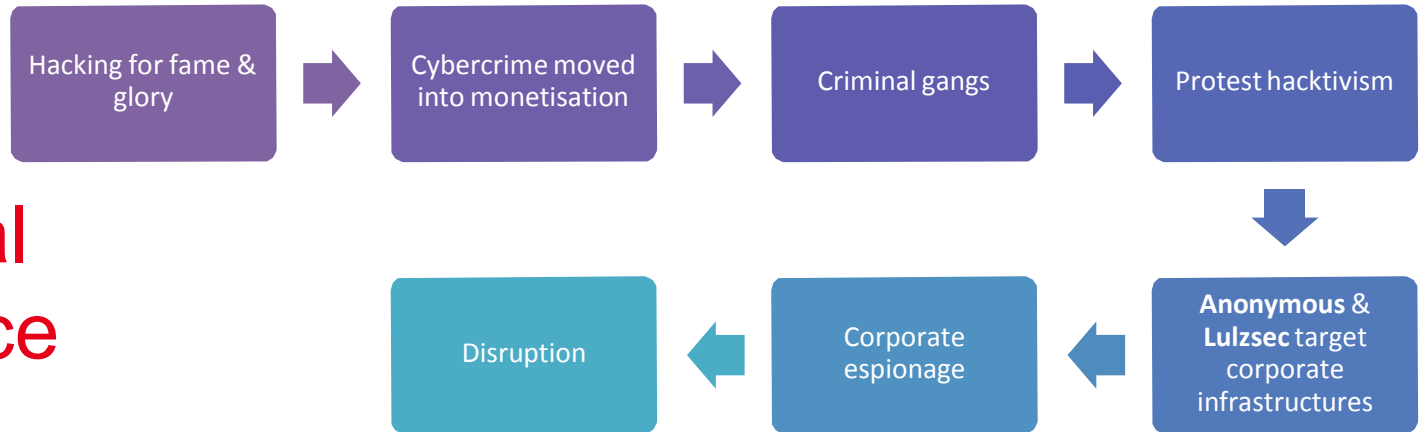 Hacking for fame &
glory
Cybercrime moved
into monetisation
Criminal gangs
Protest hacktivism
Anonymous &
Lulzsec target
corporate
infrastructures
Corporate
espionage
Disruption